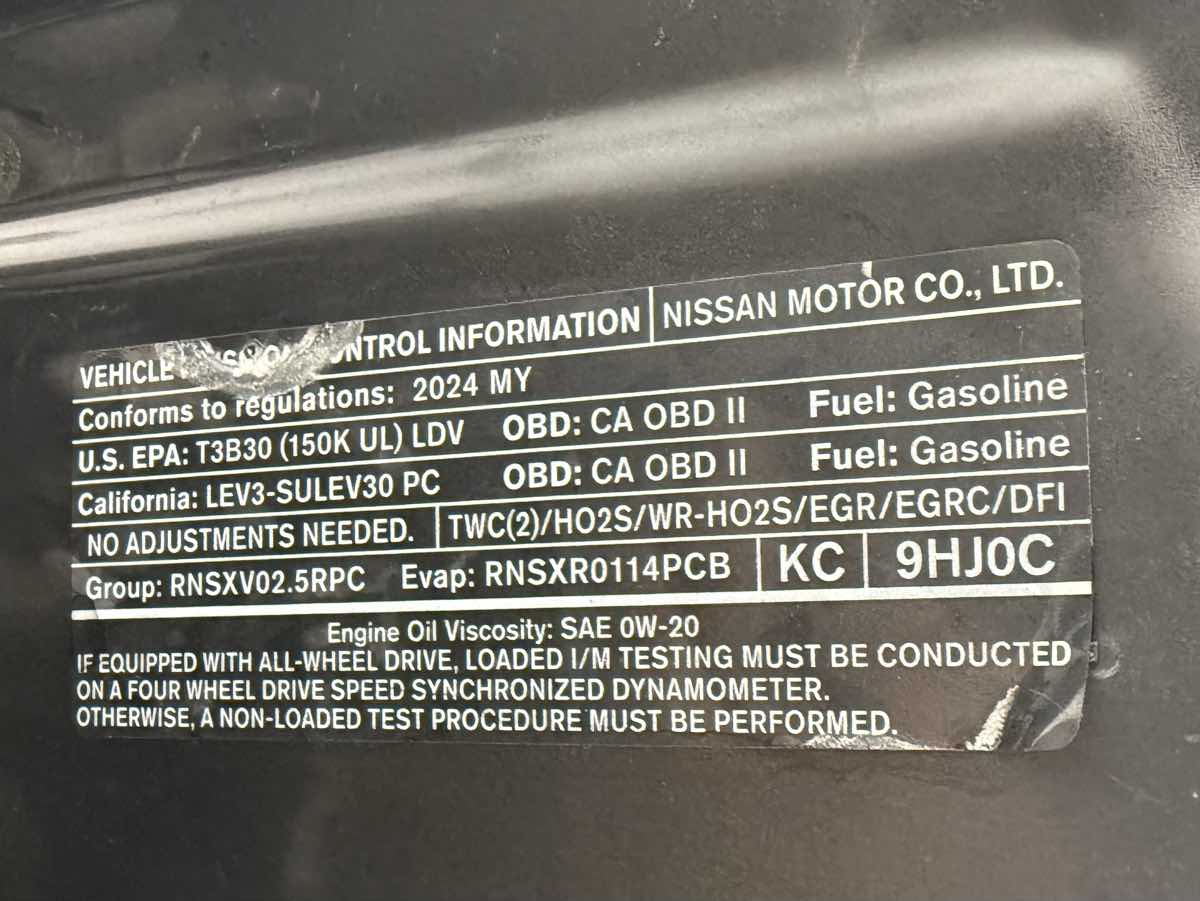 VEHICLE CONTROL INFORMATION NISSAN MOTOR CO., LTD.
Conforms to regulations: 2024 MY
U.S. EPA: T3B30 (150K UL) LDV OBD: CA OBD II Fuel: Gasoline
California: LEV3-SULEV30 PC OBD: CA OBD II Fuel: Gasoline
NO ADJUSTMENTS NEEDED. TWC(2)/HO2S/WR-HO2S/EGR/EGRC/DFI
Group: RNSXV02.5RPC Evap: RNSXR0114PCB KC 9HJ0C
Engine Oil Viscosity: SAE 0W-20
IF EQUIPPED WITH ALL-WHEEL DRIVE, LOADED I/M TESTING MUST BE CONDUCTED
ON A FOUR WHEEL DRIVE SPEED SYNCHRONIZED DYNAMOMETER.
OTHERWISE, A NON-LOADED TEST PROCEDURE MUST BE PERFORMED.